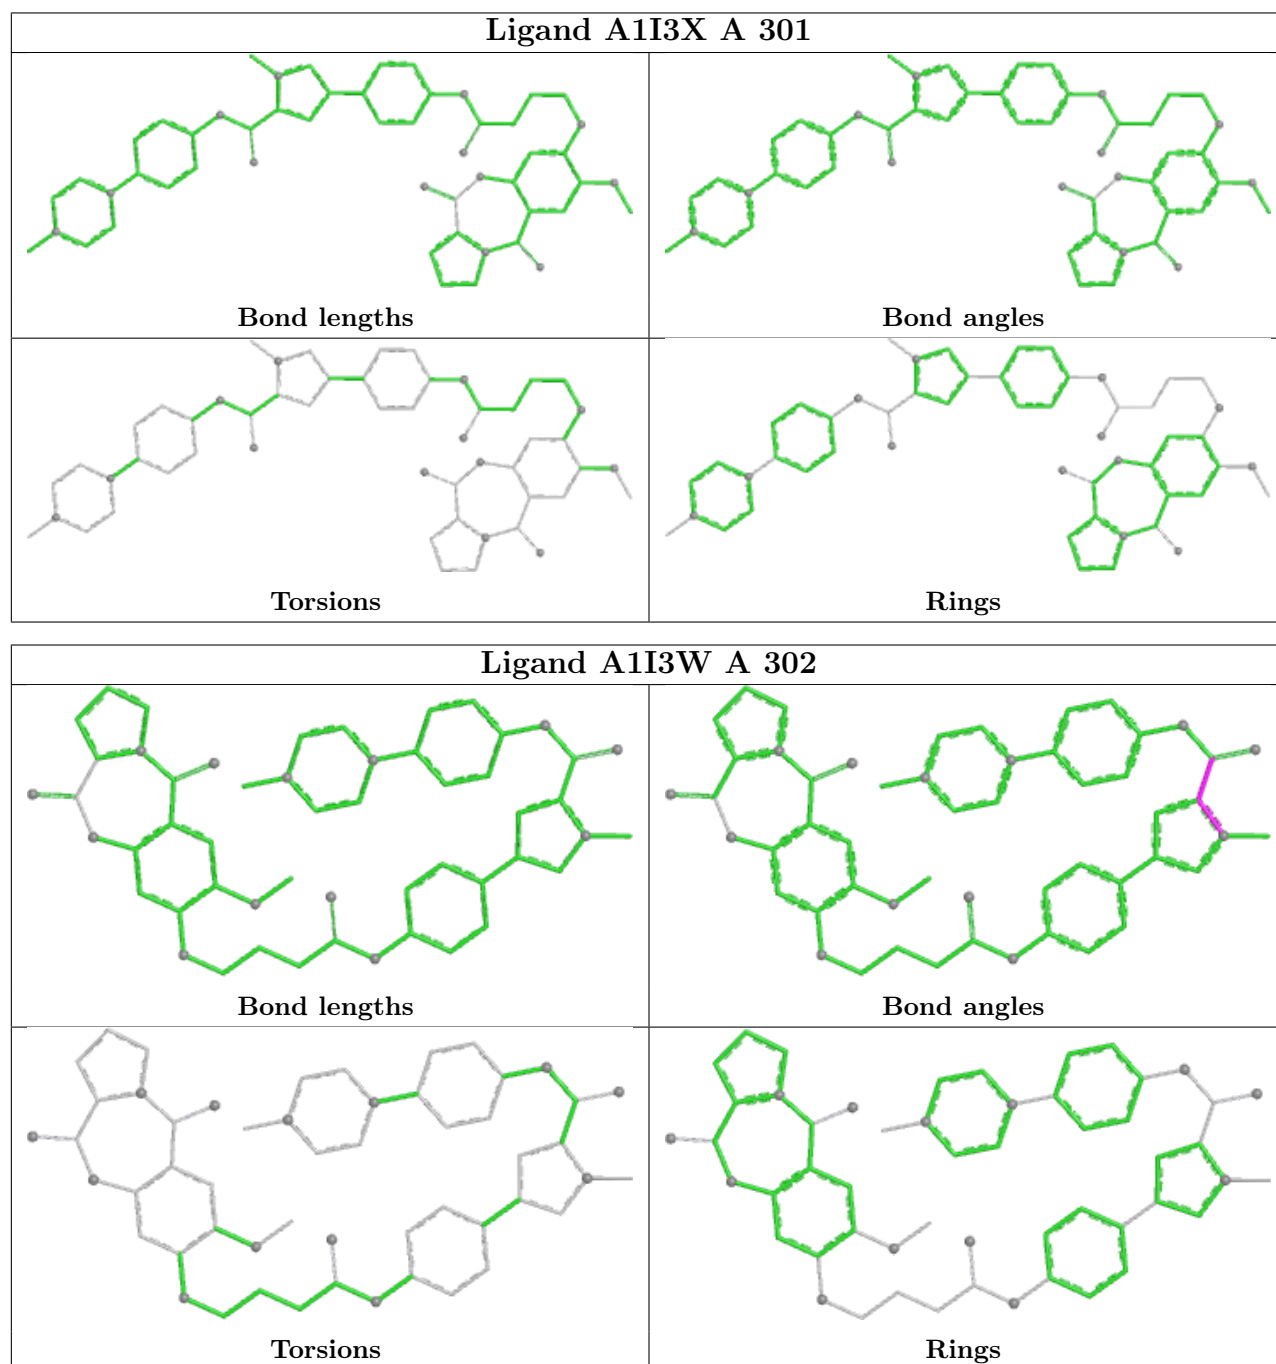 Ligand A1I3X A 301
Bond lengths
Bond angles
Torsions
Rings
Ligand A1I3W A 302
Bond lengths
Bond angles
Torsions
Rings